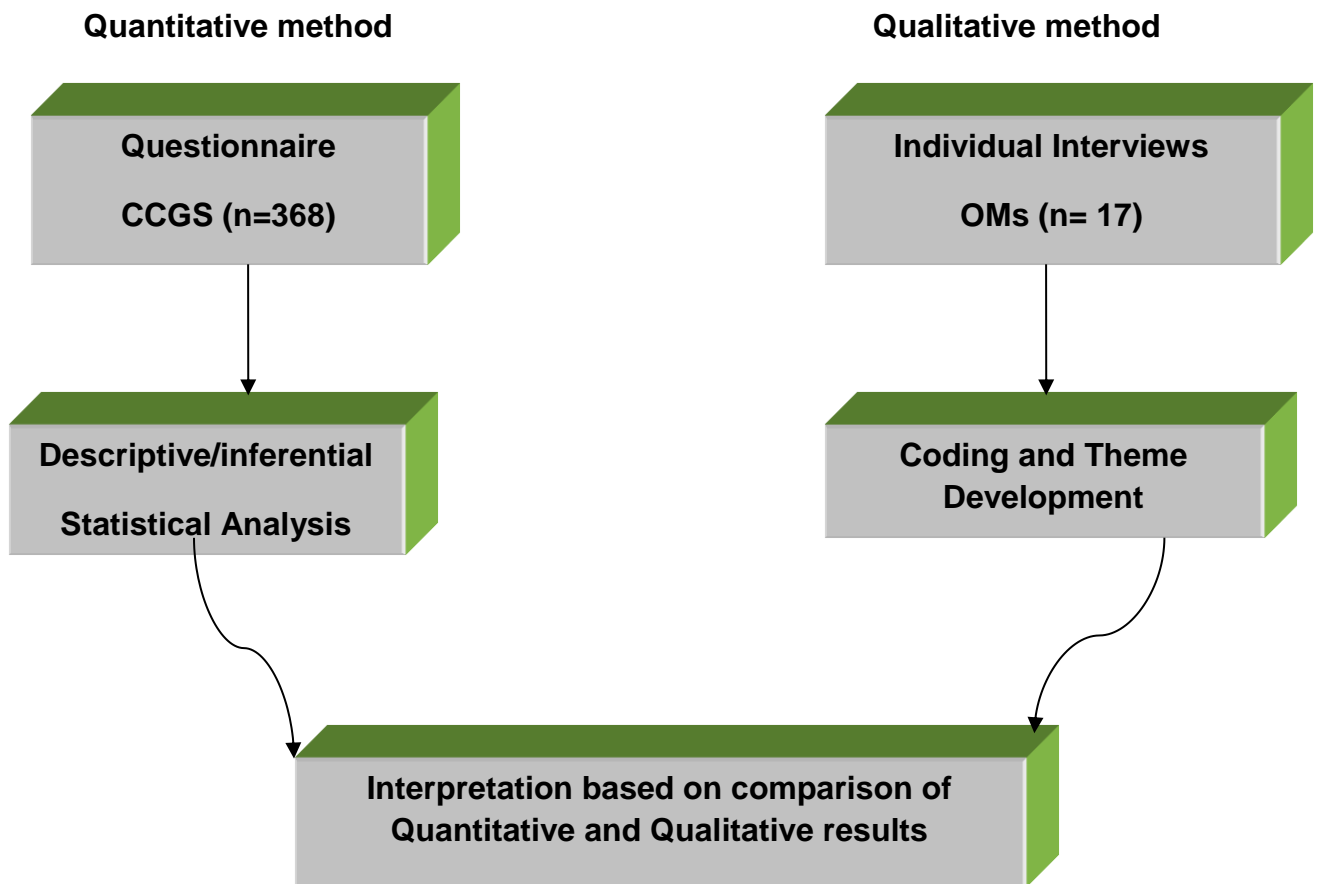 Quantitative method
Qualitative method
Questionnaire
CCGS (n=368)
Individual Interviews
OMs (n= 17)
Descriptive/inferential
Statistical Analysis
Coding and Theme
Development
Interpretation based on comparison of
Quantitative and Qualitative results